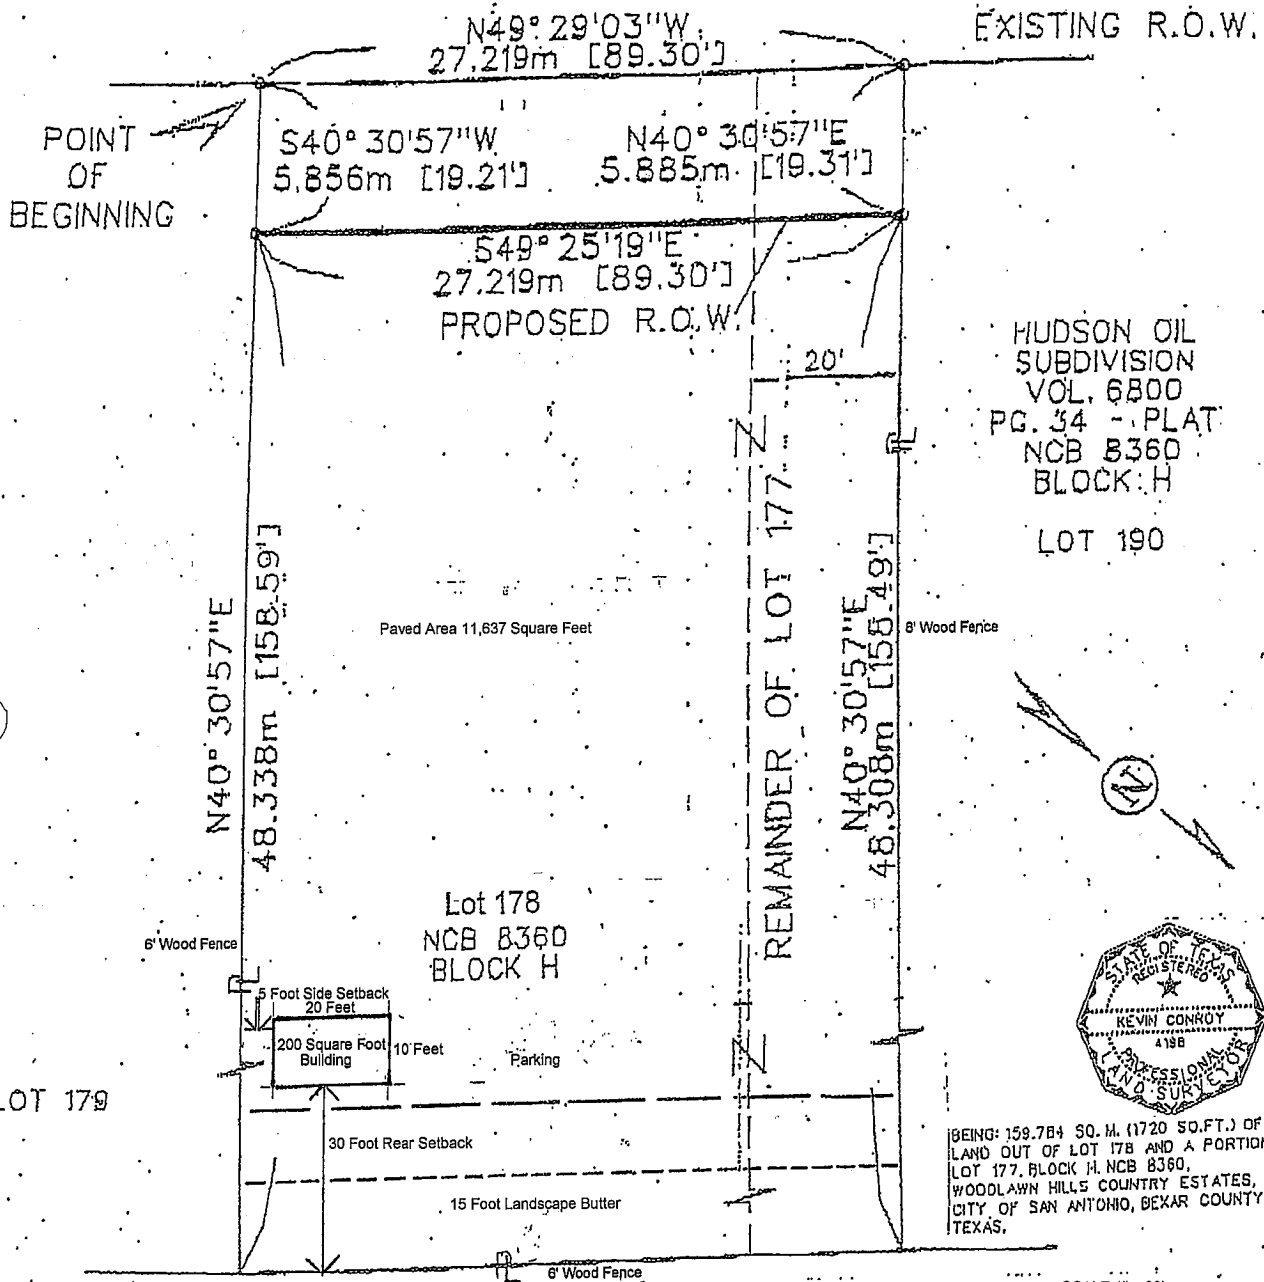 N49°29'03"W
27.219m [89.30']
EXISTING R.O.W.
POINT
OF
BEGINNING
S40°30'57"W
5.856m [19.21']
N40°30'57"E
5.885m [19.31']
S49°25'19"E
27.219m [89.30']
PROPOSED R.O.W.
20'
HUDSON OIL
SUBDIVISION
VOL. 6800
PG. 34 - PLAT
NCB 8360
BLOCK H
LOT 190
N40°30'57"E
48.338m [158.59']
Paved Area 11,637 Square Feet
REMAINDER OF LOT 177
N40°30'57"E
48.308m [158.49']
8' Wood Fence
N
Lot 178
NCB 8360
BLOCK H
6' Wood Fence
5 Foot Side Setback
20 Feet
200 Square Foot
Building
10 Feet
Parking
LOT 179
30 Foot Rear Setback
15 Foot Landscape Butter
6' Wood Fence
STATE OF TEXAS
REGISTERED
KEVIN CONROY
4198
PROFESSIONAL
LAND SURVEYOR
BEING: 159.784 SQ. M. (1720 SQ.FT.) OF
LAND OUT OF LOT 178 AND A PORTION
LOT 177, BLOCK H, NCB 8360,
WOODLAWN HILLS COUNTRY ESTATES,
CITY OF SAN ANTONIO, BEXAR COUNTY
TEXAS.